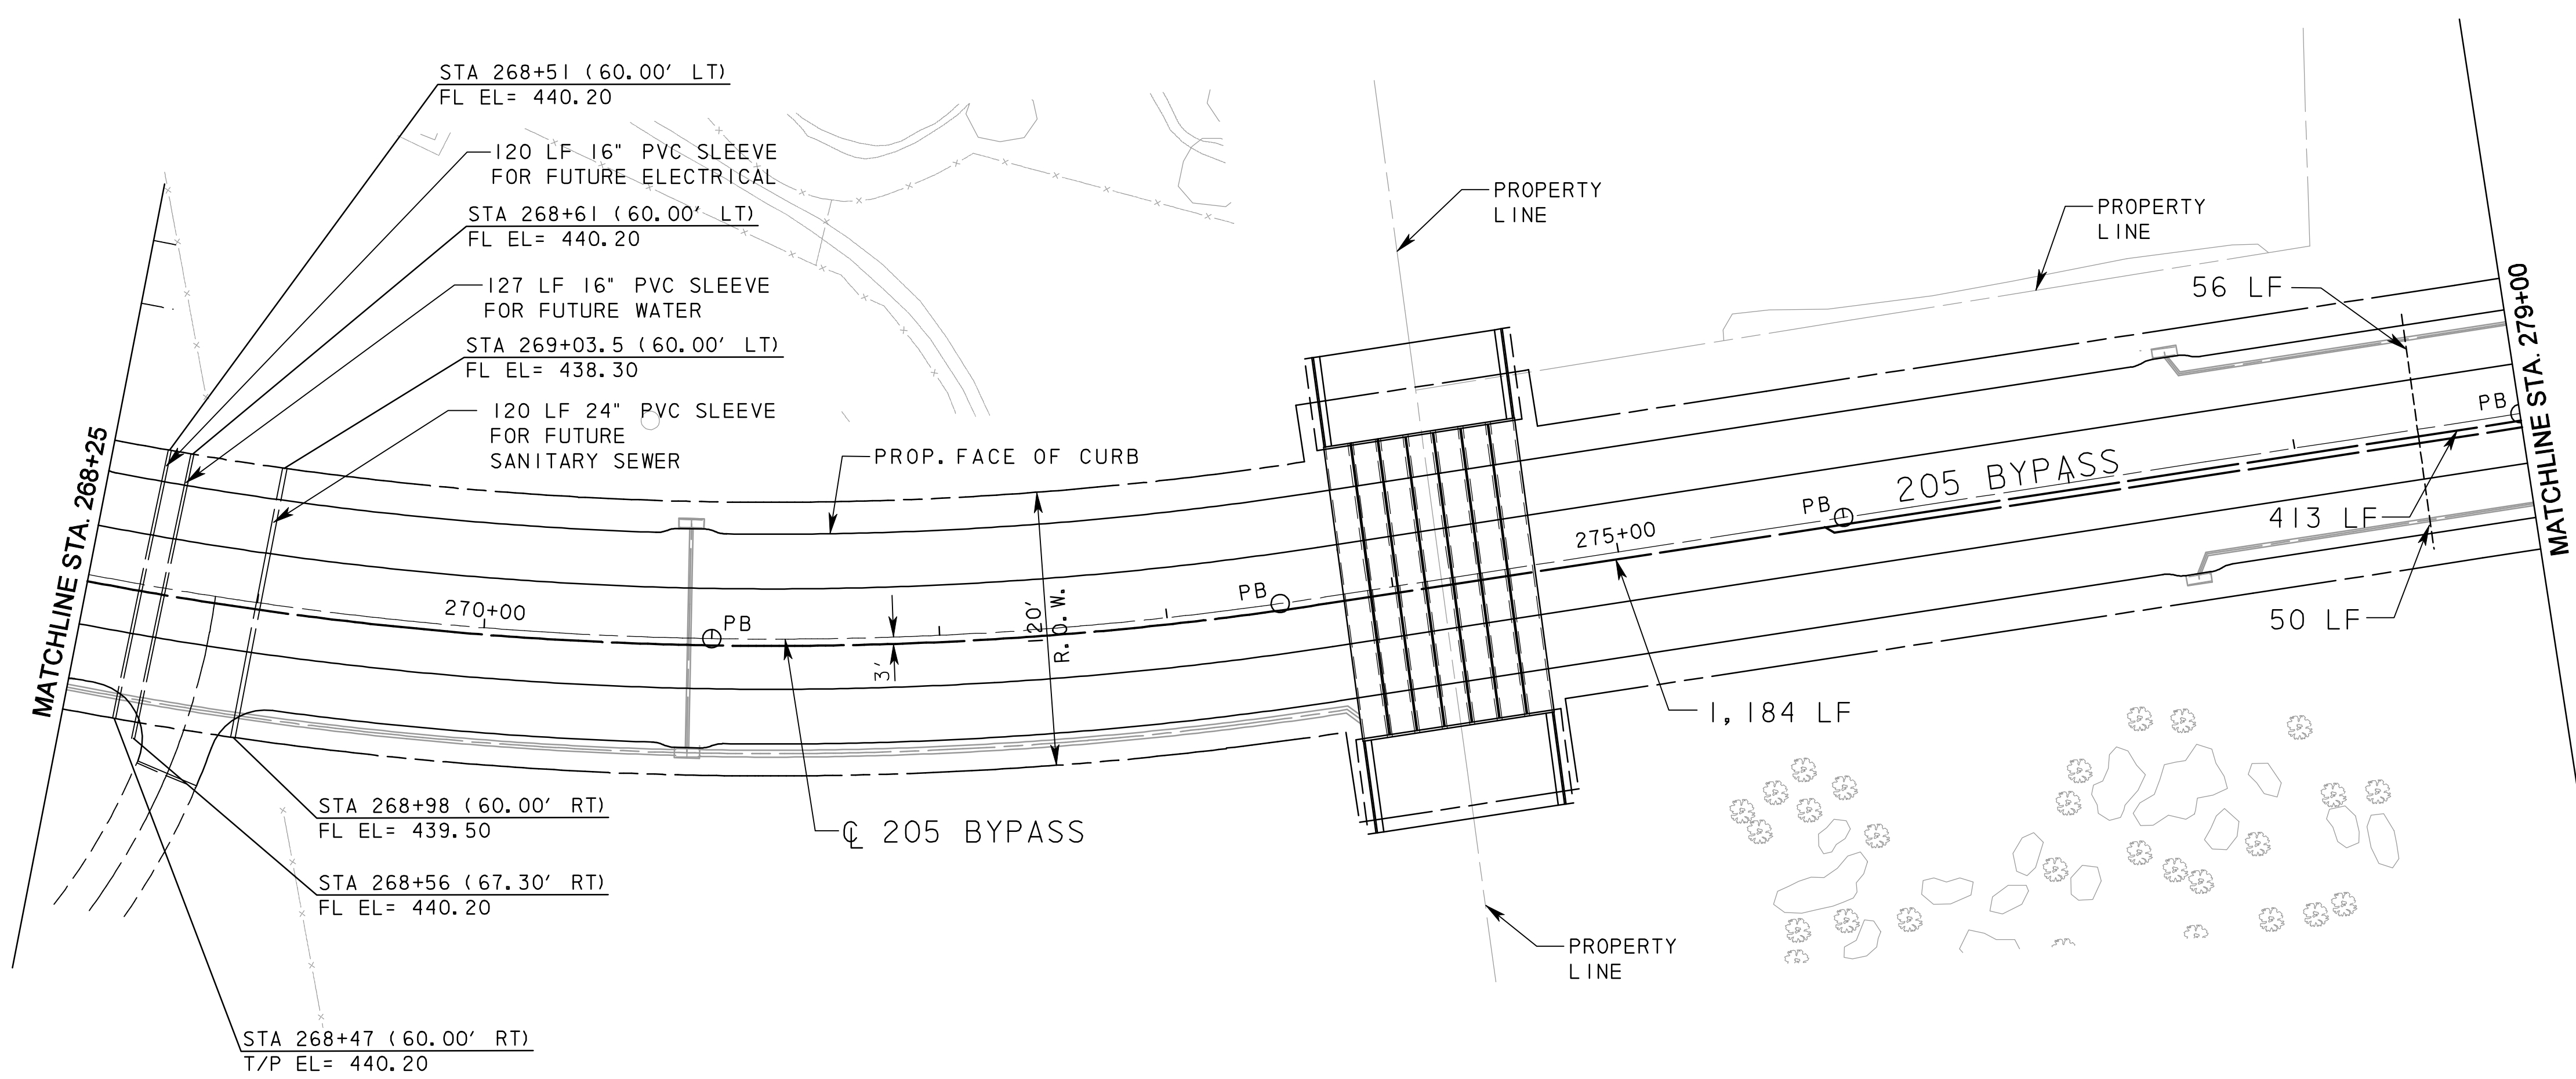 STA 268+51 (60.00' LT)
FL EL= 440.20
120 LF 16" PVC SLEEVE
FOR FUTURE ELECTRICAL
STA 268+61 (60.00' LT)
FL EL= 440.20
127 LF 16" PVC SLEEVE
FOR FUTURE WATER
STA 269+03.5 (60.00' LT)
FL EL= 438.30
120 LF 24" PVC SLEEVE
FOR FUTURE
SANITARY SEWER
MATCHLINE STA. 268+25
PROP. FACE OF CURB
PROPERTY
LINE
PROPERTY
LINE
56 LF
MATCHLINE STA. 279+00
PB
205 BYPASS
413 LF
PB
275+00
50 LF
PB
120'
R.O.W.
270+00
PB
3'
1,184 LF
STA 268+98 (60.00' RT)
FL EL= 439.50
℄ 205 BYPASS
STA 268+56 (67.30' RT)
FL EL= 440.20
PROPERTY
LINE
STA 268+47 (60.00' RT)
T/P EL= 440.20